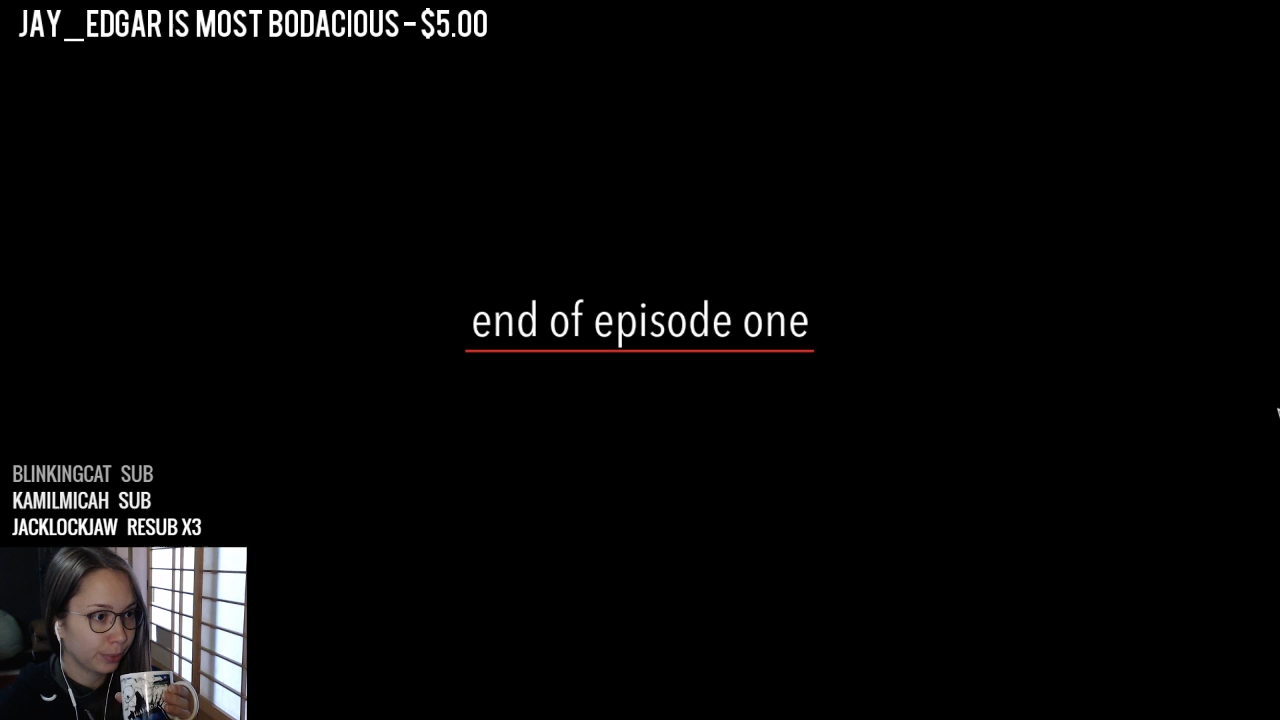 JAY_EDGAR IS MOST BODACIOUS - $5.00
end of episode one
BLINKINGCAT SUB
KAMILMICAH SUB
JACKLOCKJAW RESUB X3